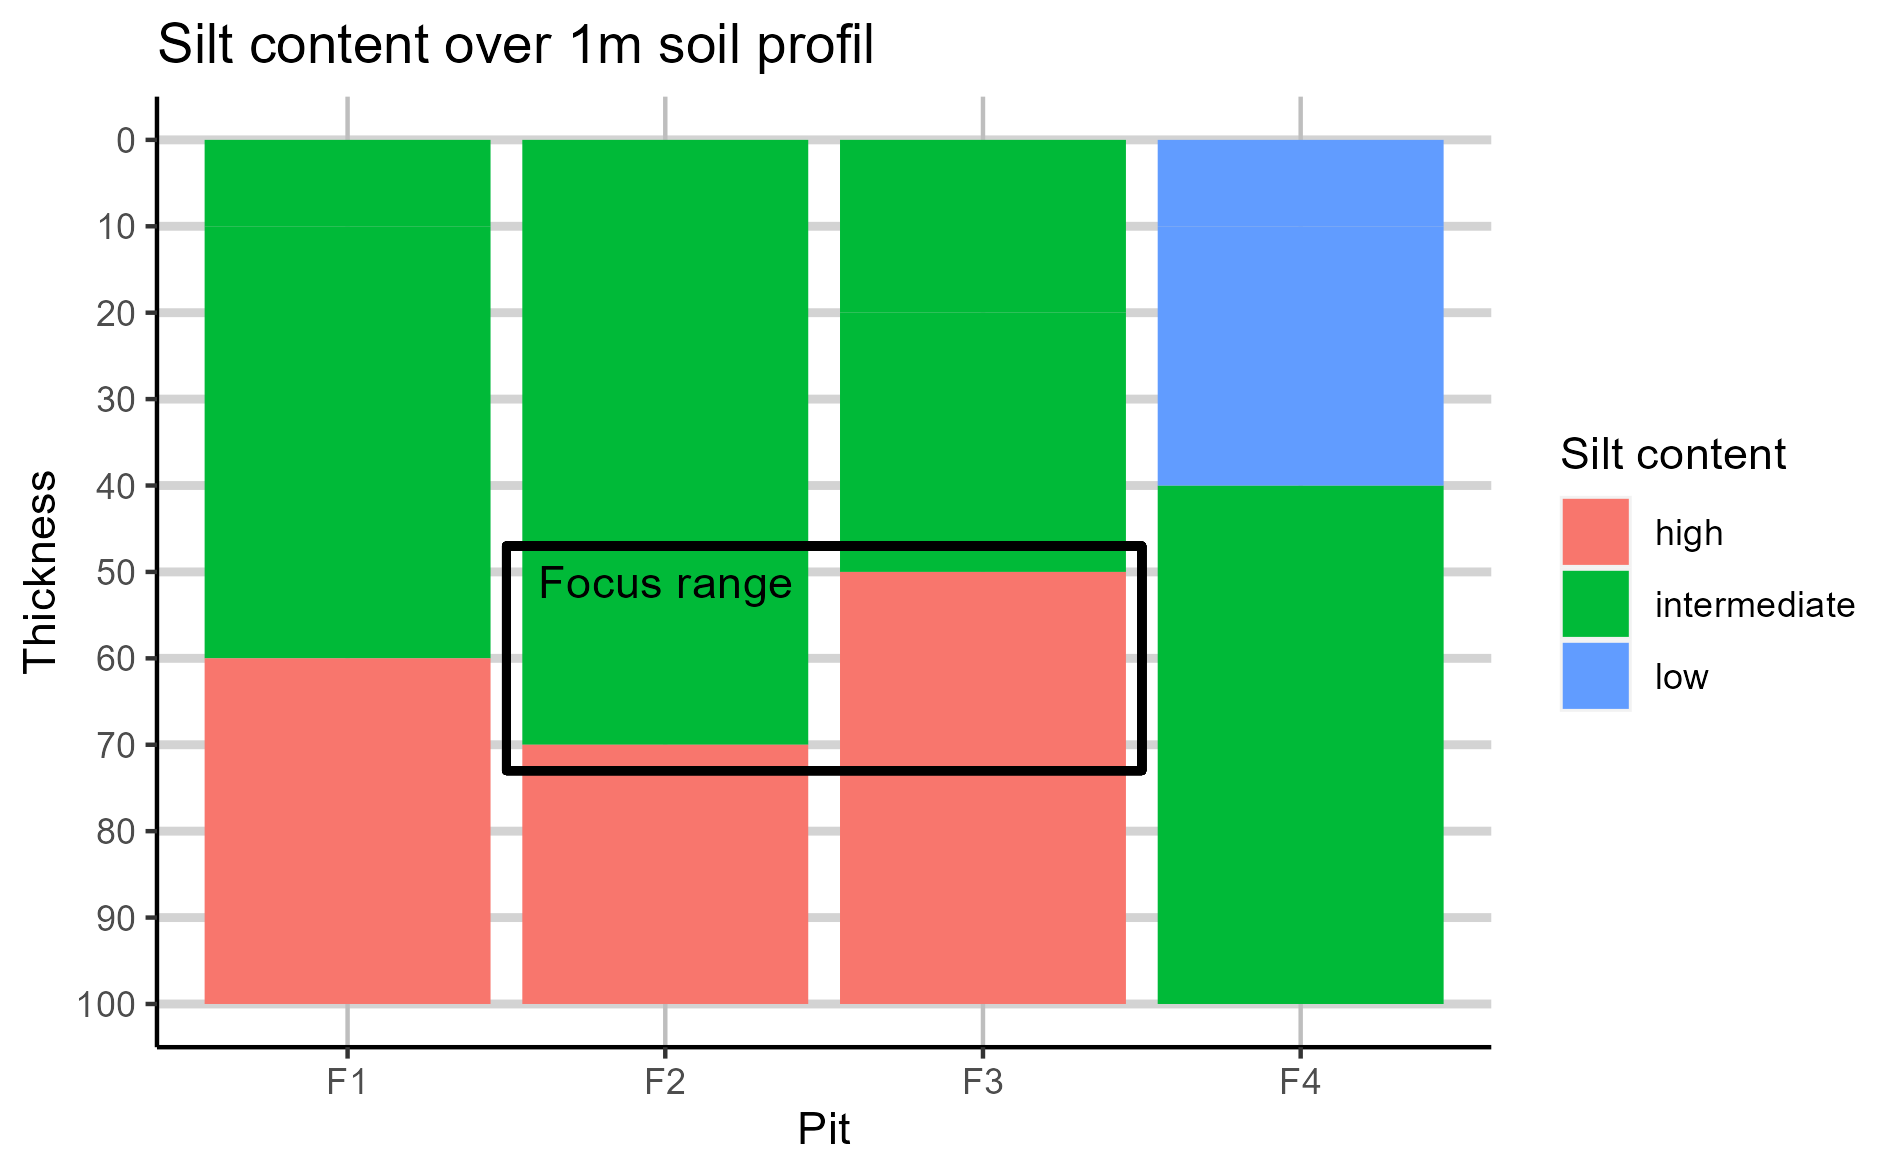 Silt content over 1m soil profil
0
10
20
30
40
50
60
70
80
90
100
Thickness
Focus range
F1 F2 F3 F4
Pit
Silt content
high
intermediate
low